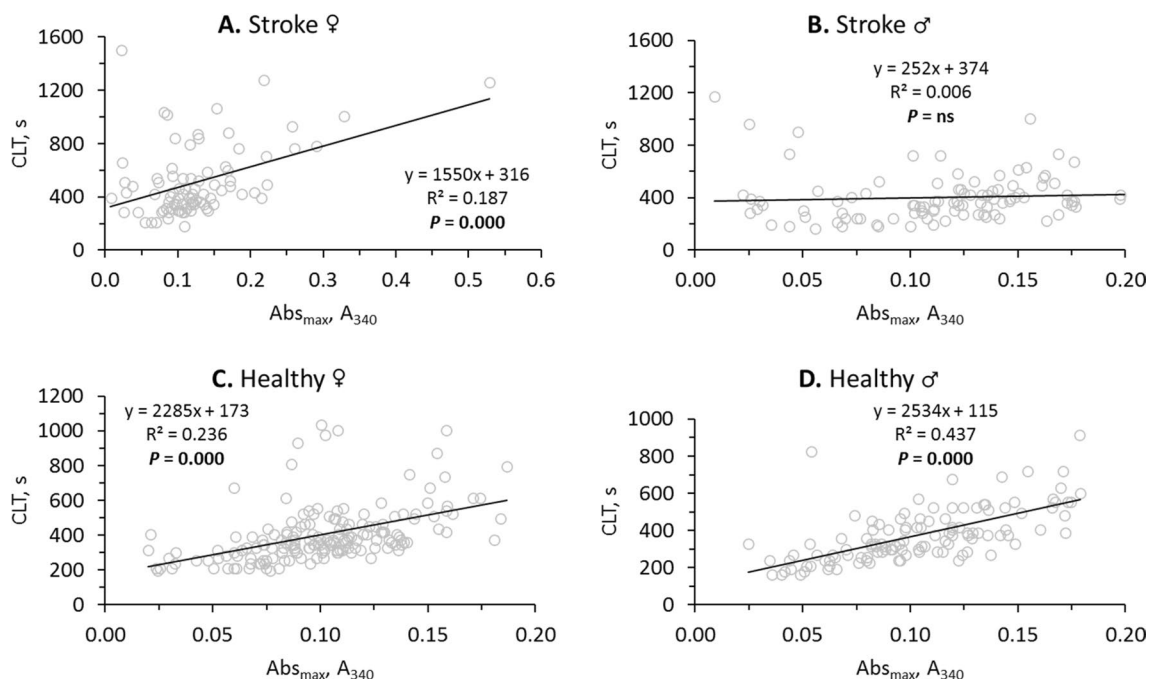 A. Stroke ♀
1600
1200
800
400
0
CLT, s
y = 1550x + 316
R² = 0.187
P = 0.000
0 0.1 0.2 0.3 0.4 0.5 0.6
Absmax, A340
B. Stroke ♂
1600
1200
800
400
0
CLT, s
y = 252x + 374
R² = 0.006
P = ns
0.00 0.05 0.10 0.15 0.20
Absmax, A340
C. Healthy ♀
1200
1000
800
600
400
200
0
CLT, s
y = 2285x + 173
R² = 0.236
P = 0.000
0.00 0.05 0.10 0.15 0.20
Absmax, A340
D. Healthy ♂
1000
800
600
400
200
0
CLT, s
y = 2534x + 115
R² = 0.437
P = 0.000
0.00 0.05 0.10 0.15 0.20
Absmax, A340